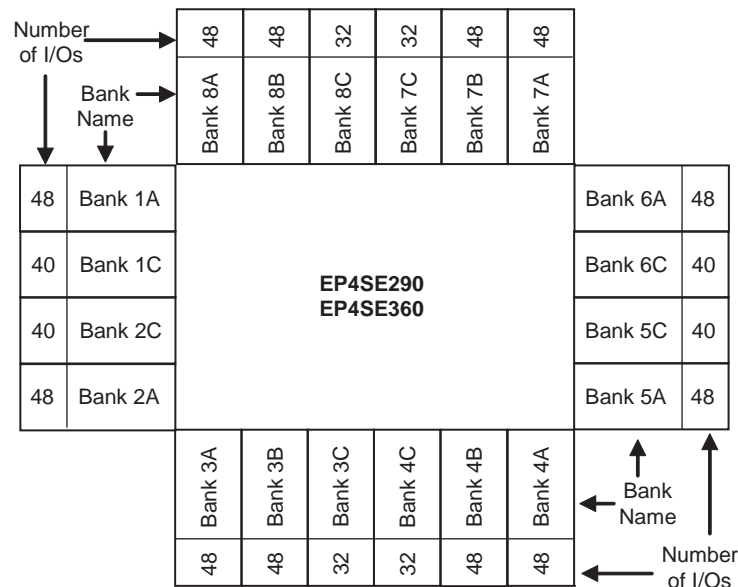 Number
of I/Os
48 48 32 32 48 48
Bank
Name
Bank 8A Bank 8B Bank 8C Bank 7C Bank 7B Bank 7A
48 Bank 1A
40 Bank 1C
40 Bank 2C
48 Bank 2A
EP4SE290
EP4SE360
Bank 6A 48
Bank 6C 40
Bank 5C 40
Bank 5A 48
Bank 3A Bank 3B Bank 3C Bank 4C Bank 4B Bank 4A
48 48 32 32 48 48
Bank
Name
Number
of I/Os